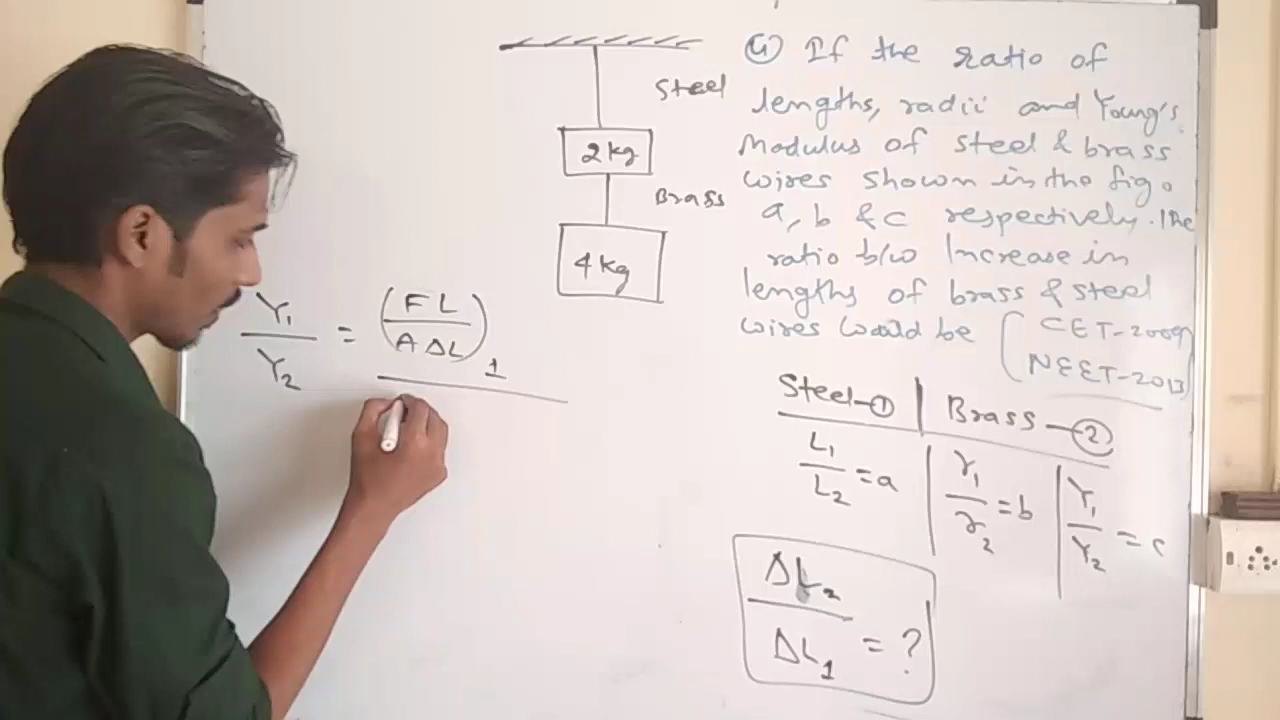 ④ If the ratio of
lengths, radii and Young's
Modulus of steel & brass
wires shown in the fig.
a, b & c respectively. The
ratio b/w Increase in
lengths of brass & steel
wires would be ( CET-2009
NEET-2013 )
Steel
2kg
Brass
4kg
Y₁/Y₂ = (FL/AΔL)₁
Steel-① | Brass-②
L₁/L₂ = a | r₁/r₂ = b | Y₁/Y₂ = c
ΔL₂/ΔL₁ = ?